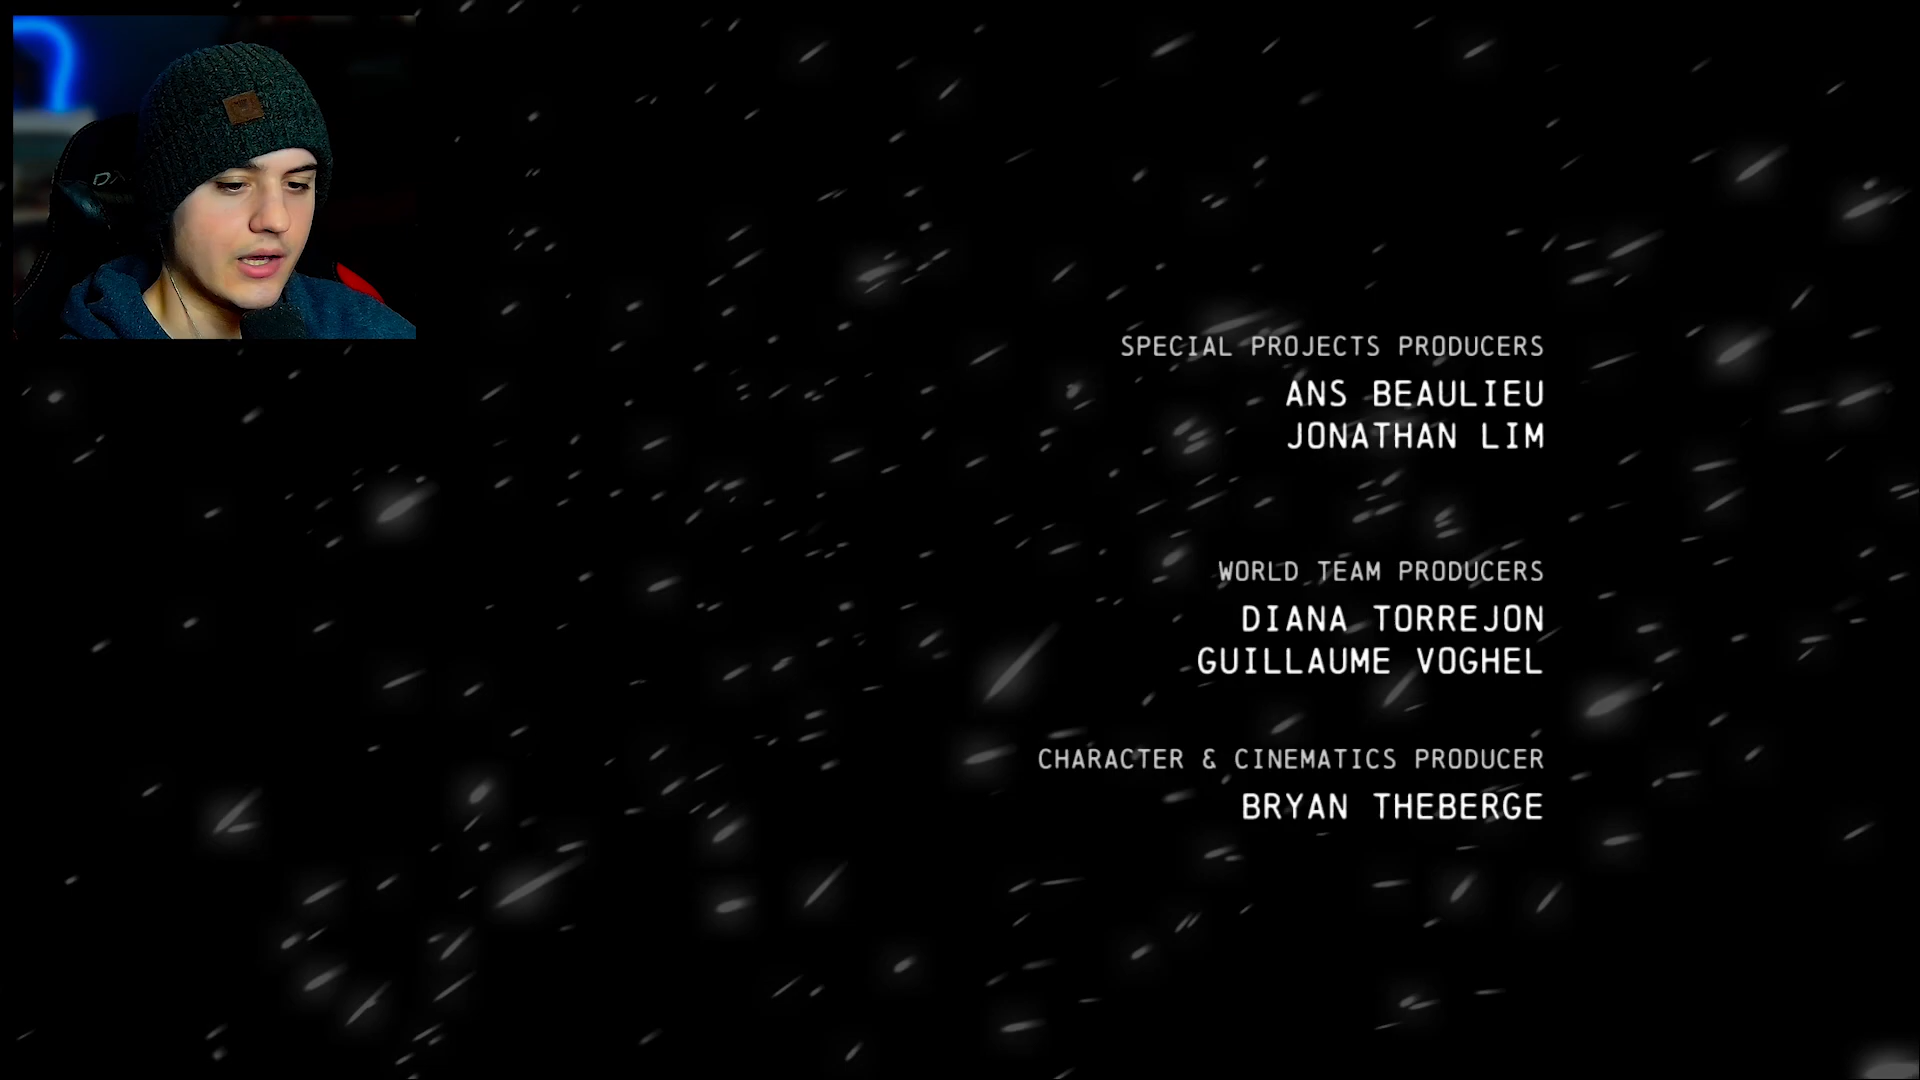 SPECIAL PROJECTS PRODUCERS
ANS BEAULIEU
JONATHAN LIM
WORLD TEAM PRODUCERS
DIANA TORREJON
GUILLAUME VOGHEL
CHARACTER & CINEMATICS PRODUCER
BRYAN THEBERGE